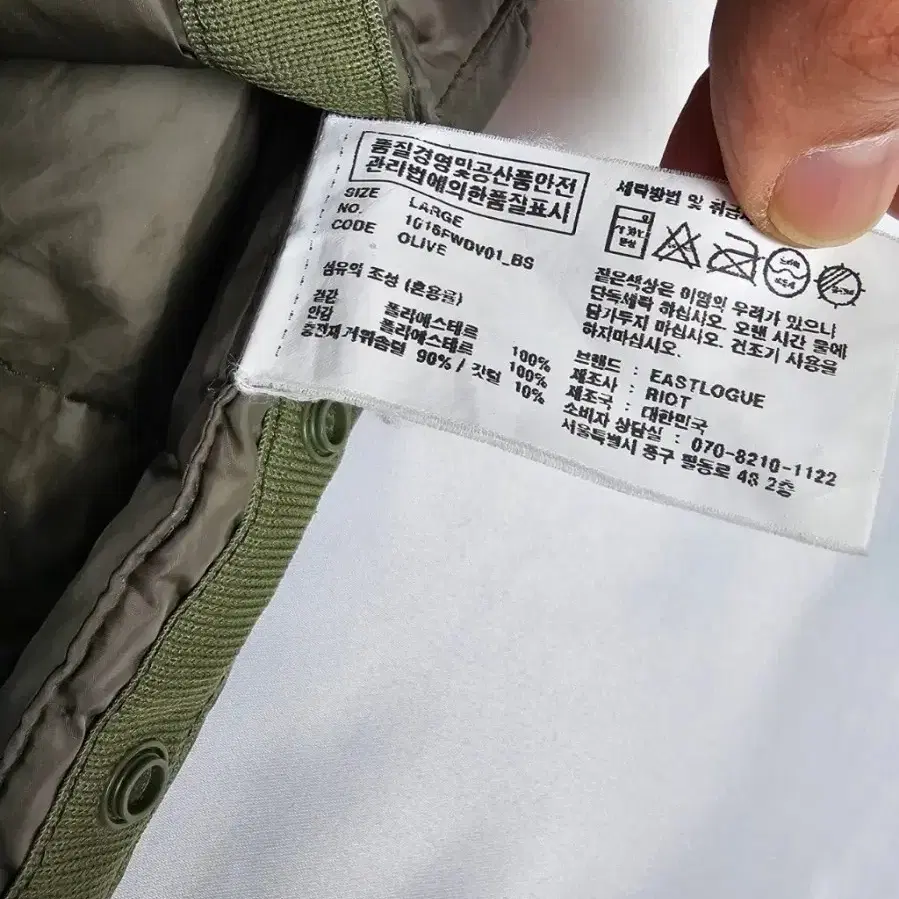 품질경영및공산품안전
관리법에의한품질표시
SIZE LARGE
NO. 1G15FWDV01_BS
CODE OLIVE
섬유의 조성 (혼용율)
겉감 폴리에스테르 100%
안감 폴리에스테르 100%
충전재 거위솜털 90% / 깃털 10%
세탁방법 및
짙은색상은 이염의 우려가 있으니
단독세탁 하십시오. 오랜 시간 물에
담가두지 마십시오. 건조기 사용을
하지마십시오.
브랜드 : EASTLOGUE
제조사 : RIOT
제조국 : 대한민국
소비자 상담실 : 070-8210-1122
서울특별시 중구 필동로 48 2층